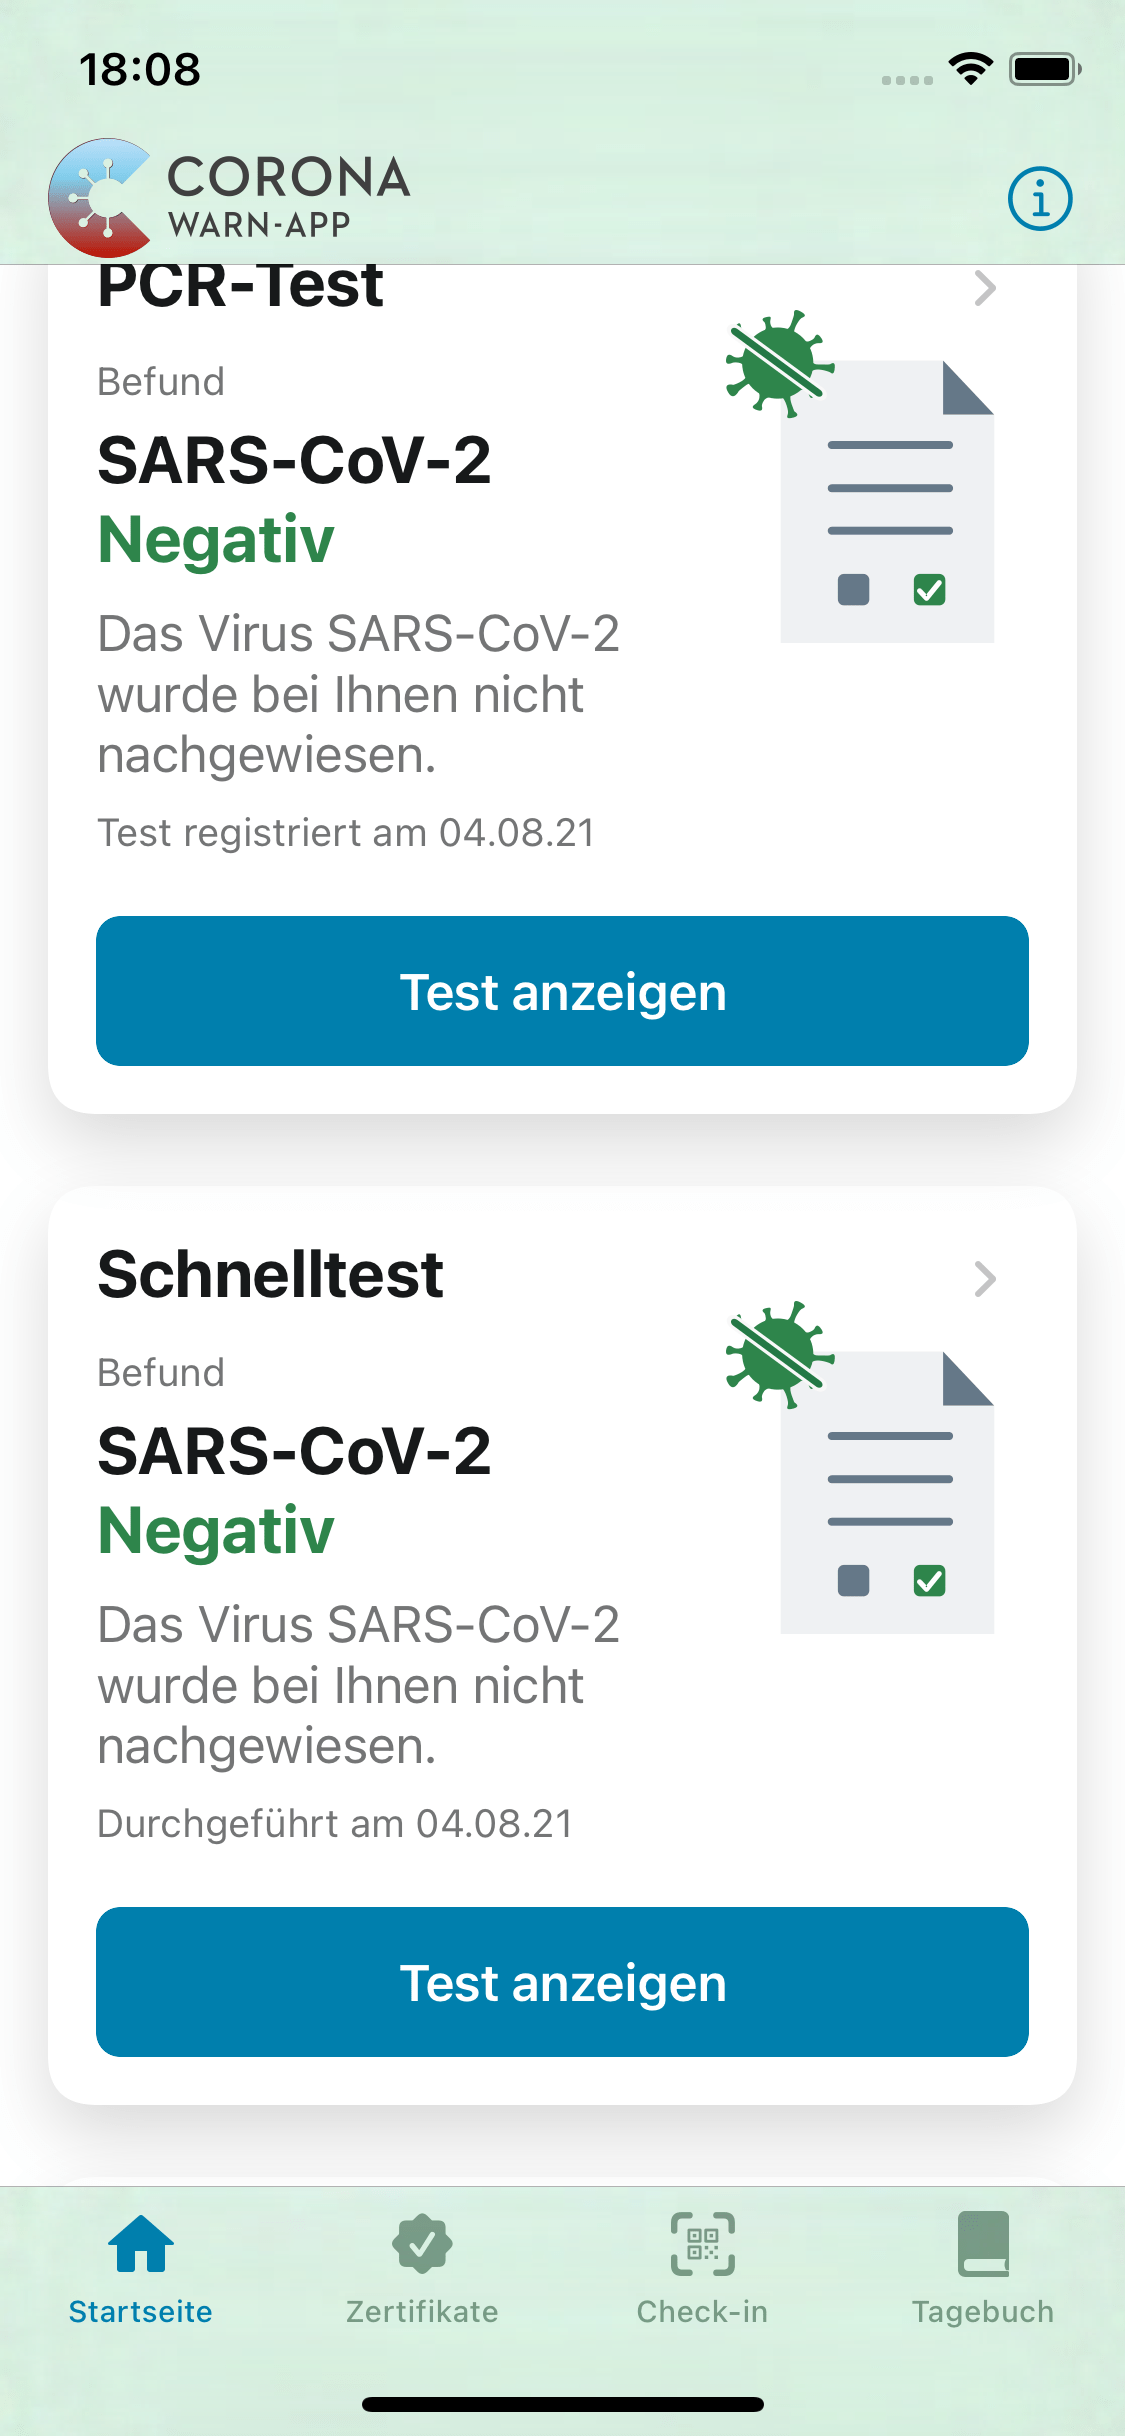 18:08
CORONA
WARN-APP
PCR-Test
Befund
SARS-CoV-2
Negativ
Das Virus SARS-CoV-2
wurde bei Ihnen nicht
nachgewiesen.
Test registriert am 04.08.21
Test anzeigen
Schnelltest
Befund
SARS-CoV-2
Negativ
Das Virus SARS-CoV-2
wurde bei Ihnen nicht
nachgewiesen.
Durchgeführt am 04.08.21
Test anzeigen
Startseite
Zertifikate
Check-in
Tagebuch